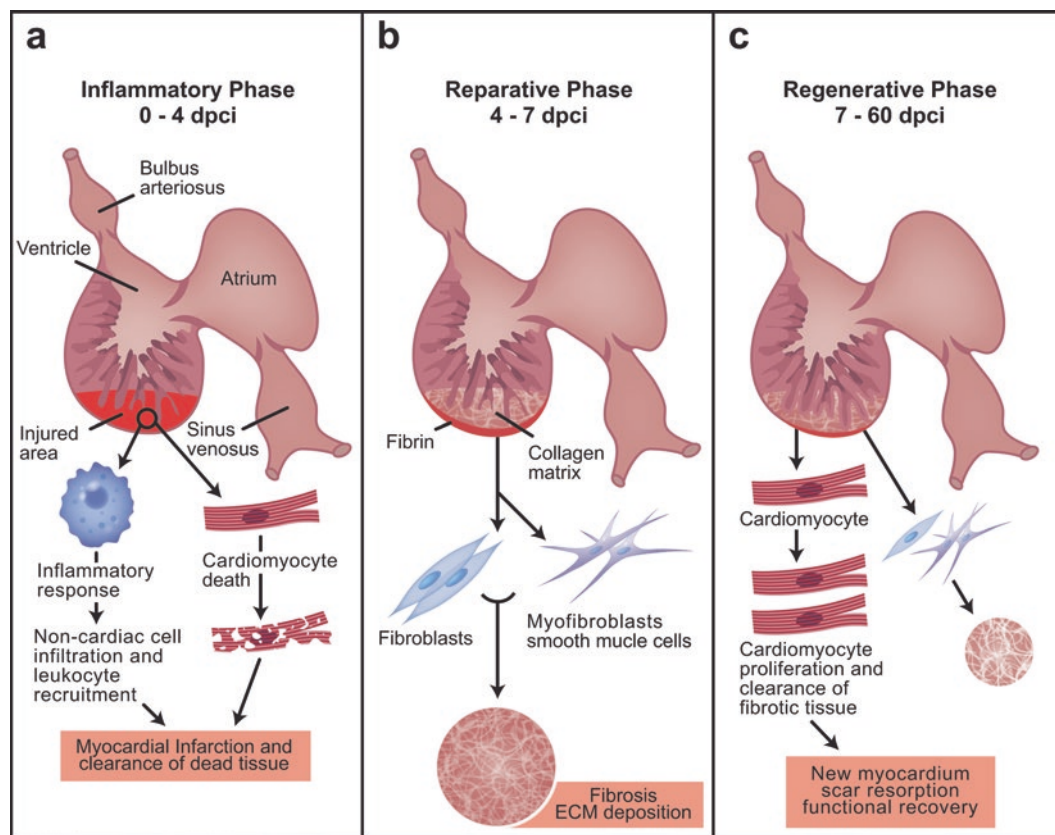 a
Inflammatory Phase
0 - 4 dpci
Bulbus
arteriosus
Ventricle
Atrium
Injured
area
Sinus
venosus
Inflammatory
response
Cardiomyocyte
death
Non-cardiac cell
infiltration and
leukocyte
recruitment
Myocardial Infarction and
clearance of dead tissue
b
Reparative Phase
4 - 7 dpci
Fibrin
Collagen
matrix
Fibroblasts
Myofibroblasts
smooth mucle cells
Fibrosis
ECM deposition
c
Regenerative Phase
7 - 60 dpci
Cardiomyocyte
Cardiomyocyte
proliferation and
clearance of
fibrotic tissue
New myocardium
scar resorption
functional recovery